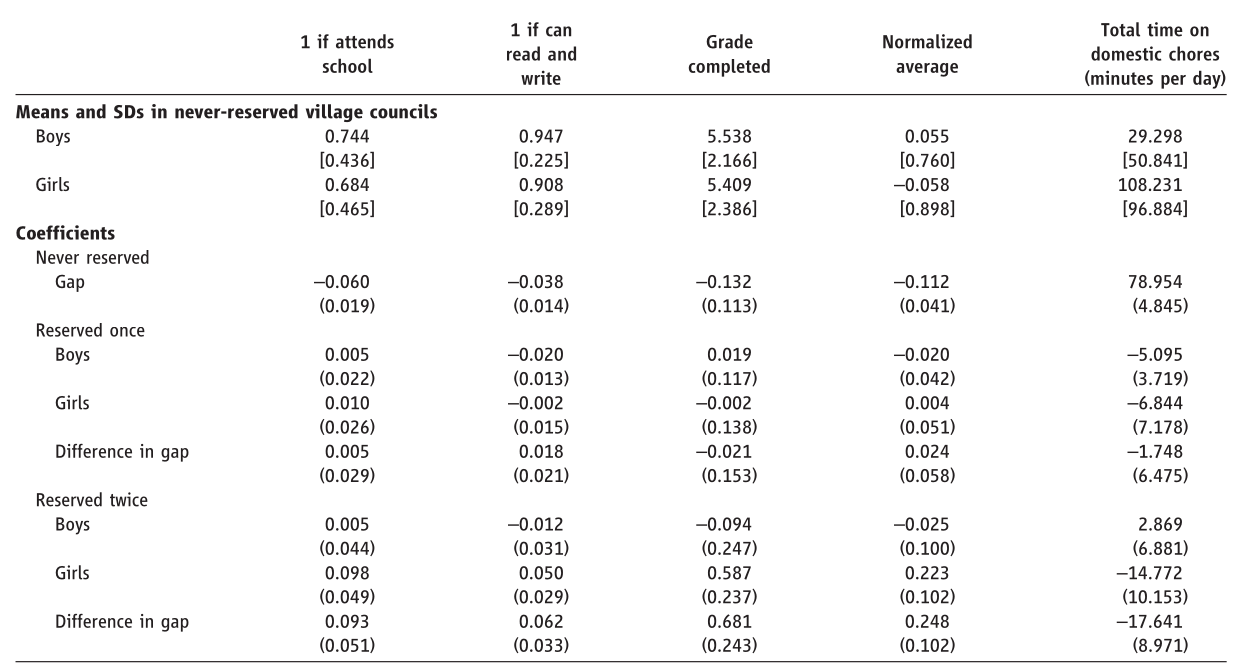 1 if attends school 1 if can read and write Grade completed Normalized average Total time on domestic chores (minutes per day)
Means and SDs in never-reserved village councils
Boys 0.744 0.947 5.538 0.055 29.298
[0.436] [0.225] [2.166] [0.760] [50.841]
Girls 0.684 0.908 5.409 –0.058 108.231
[0.465] [0.289] [2.386] [0.898] [96.884]
Coefficients
Never reserved
Gap –0.060 –0.038 –0.132 –0.112 78.954
(0.019) (0.014) (0.113) (0.041) (4.845)
Reserved once
Boys 0.005 –0.020 0.019 –0.020 –5.095
(0.022) (0.013) (0.117) (0.042) (3.719)
Girls 0.010 –0.002 –0.002 0.004 –6.844
(0.026) (0.015) (0.138) (0.051) (7.178)
Difference in gap 0.005 0.018 –0.021 0.024 –1.748
(0.029) (0.021) (0.153) (0.058) (6.475)
Reserved twice
Boys 0.005 –0.012 –0.094 –0.025 2.869
(0.044) (0.031) (0.247) (0.100) (6.881)
Girls 0.098 0.050 0.587 0.223 –14.772
(0.049) (0.029) (0.237) (0.102) (10.153)
Difference in gap 0.093 0.062 0.681 0.248 –17.641
(0.051) (0.033) (0.243) (0.102) (8.971)